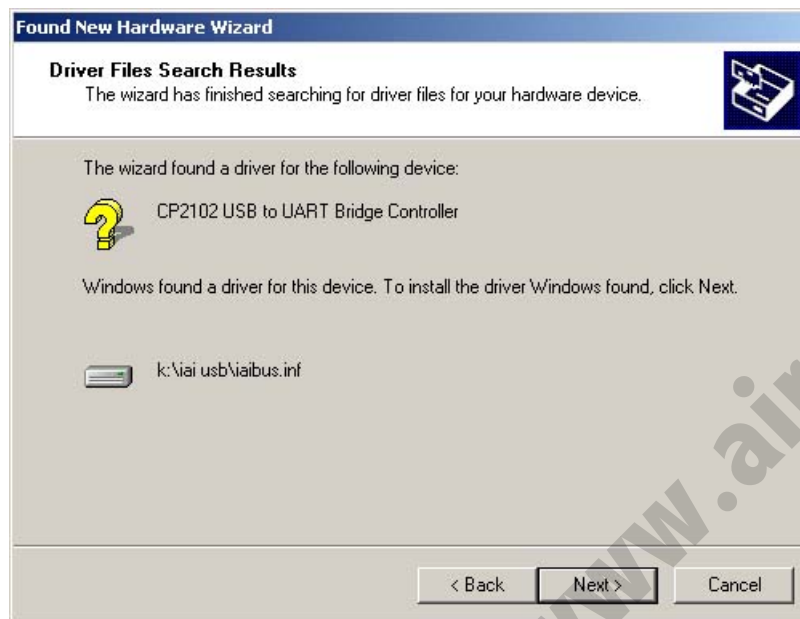 Found New Hardware Wizard
Driver Files Search Results
The wizard has finished searching for driver files for your hardware device.
The wizard found a driver for the following device:
CP2102 USB to UART Bridge Controller
Windows found a driver for this device. To install the driver Windows found, click Next.
k:\iai usb\iaibus.inf
< Back
Next >
Cancel